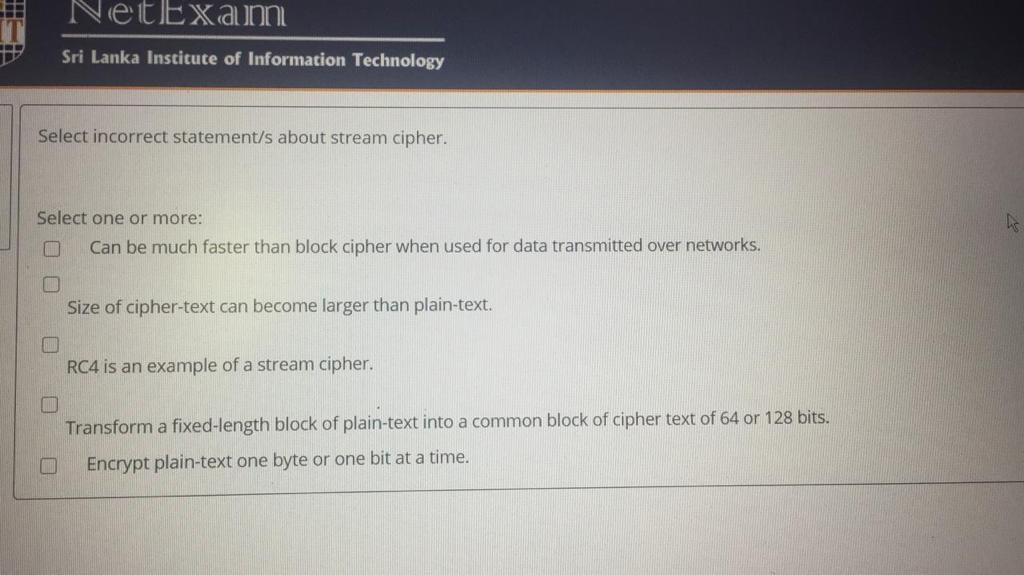 NetExam
Sri Lanka Institute of Information Technology
Select incorrect statement/s about stream cipher.
Select one or more:
Can be much faster than block cipher when used for data transmitted over networks.
Size of cipher-text can become larger than plain-text.
RC4 is an example of a stream cipher.
Transform a fixed-length block of plain-text into a common block of cipher text of 64 or 128 bits.
Encrypt plain-text one byte or one bit at a time.